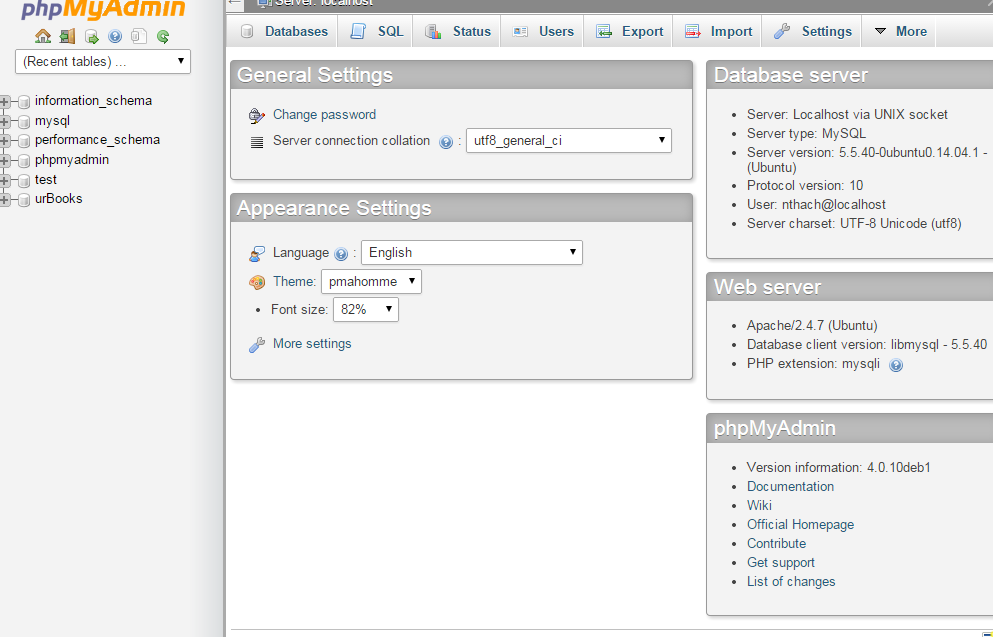 phpMyAdmin
(Recent tables) ...
information_schema
mysql
performance_schema
phpmyadmin
test
urBooks
Server: localhost
Databases
SQL
Status
Users
Export
Import
Settings
More
General Settings
Change password
Server connection collation : utf8_general_ci
Appearance Settings
Language : English
Theme: pmahomme
Font size: 82%
More settings
Database server
Server: Localhost via UNIX socket
Server type: MySQL
Server version: 5.5.40-0ubuntu0.14.04.1 -
(Ubuntu)
Protocol version: 10
User: nthach@localhost
Server charset: UTF-8 Unicode (utf8)
Web server
Apache/2.4.7 (Ubuntu)
Database client version: libmysql - 5.5.40
PHP extension: mysqli
phpMyAdmin
Version information: 4.0.10deb1
Documentation
Wiki
Official Homepage
Contribute
Get support
List of changes